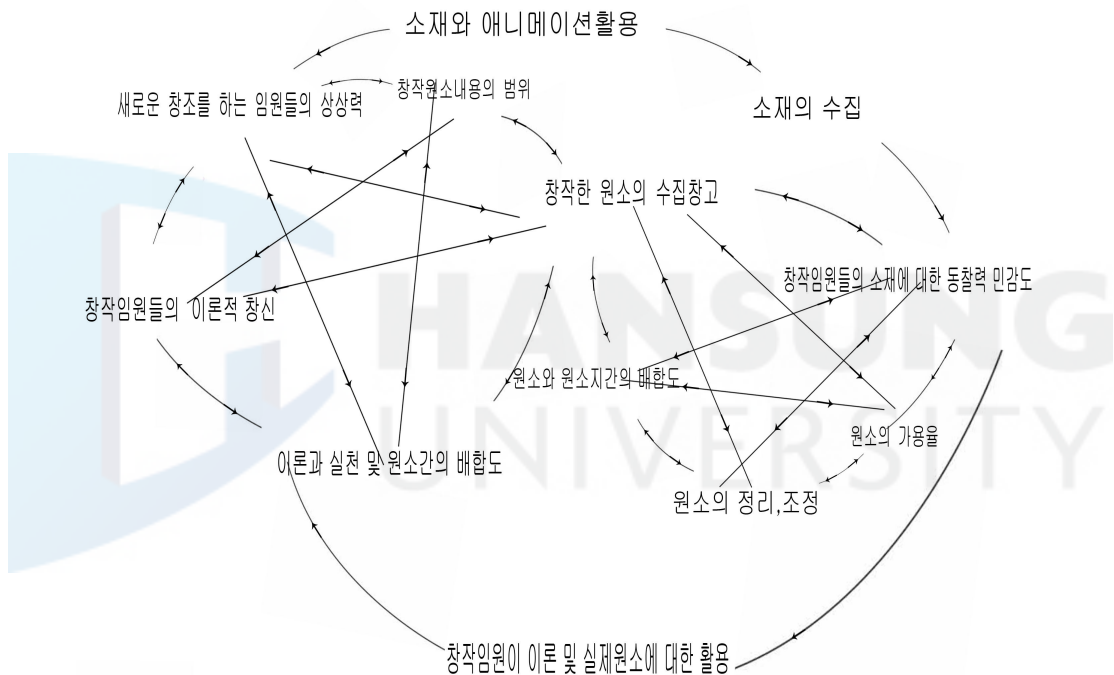 소재와 애니메이션활용
창작원소내용의 범위
새로운 창조를 하는 임원들의 상상력
소재의 수집
창작한 원소의 수집창고
창작임원들의 소재에 대한 동찰력 민감도
창작임원들의 이론적 창신
HANSUNG
UNIVERSITY
원소와 원소지간의 배합도
원소의 가용율
이론과 실천 및 원소간의 배합도
원소의 정리,조정
창작임원이 이론 및 실제원소에 대한 활용